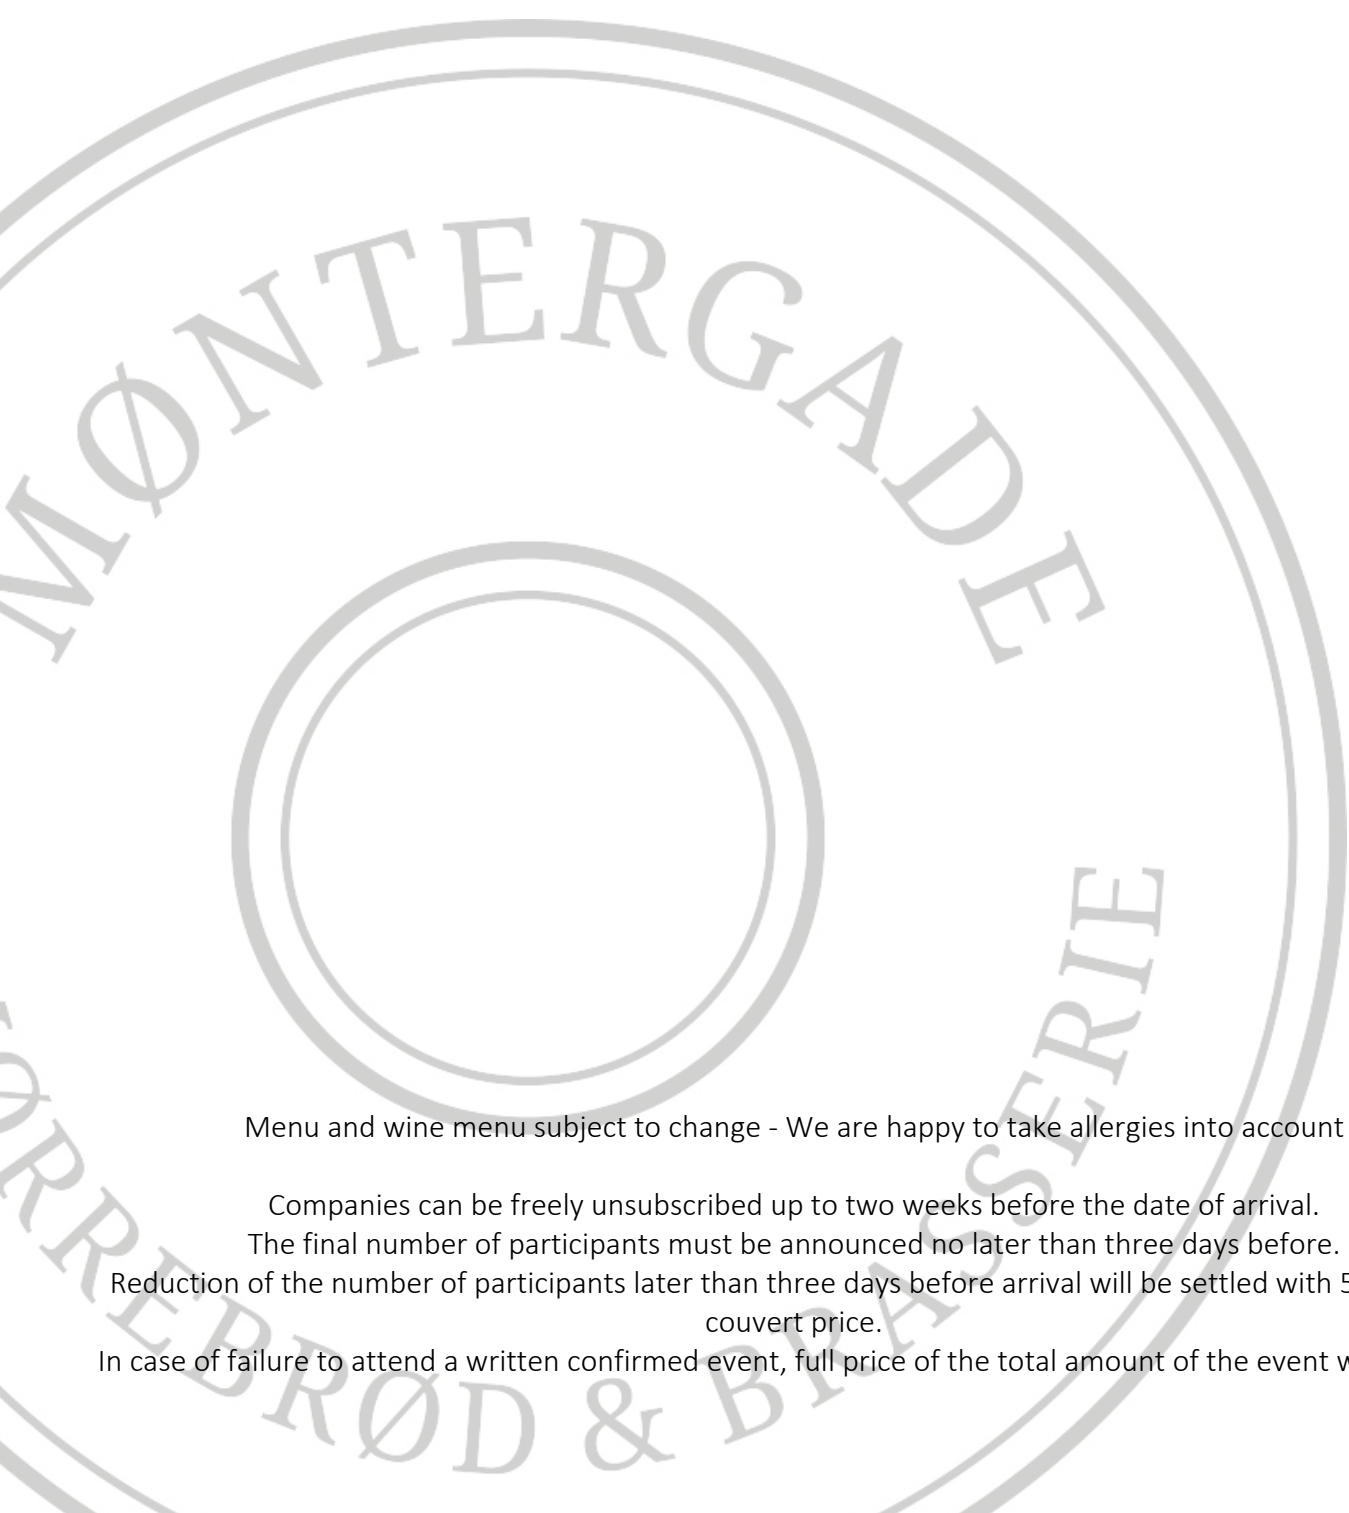 MØNTERGADE
Menu and wine menu subject to change - We are happy to take allergies into account
Companies can be freely unsubscribed up to two weeks before the date of arrival.
The final number of participants must be announced no later than three days before.
Reduction of the number of participants later than three days before arrival will be settled with
couvert price.
In case of failure to attend a written confirmed event, full price of the total amount of the event
ØRREBRØD & BRASSERIE